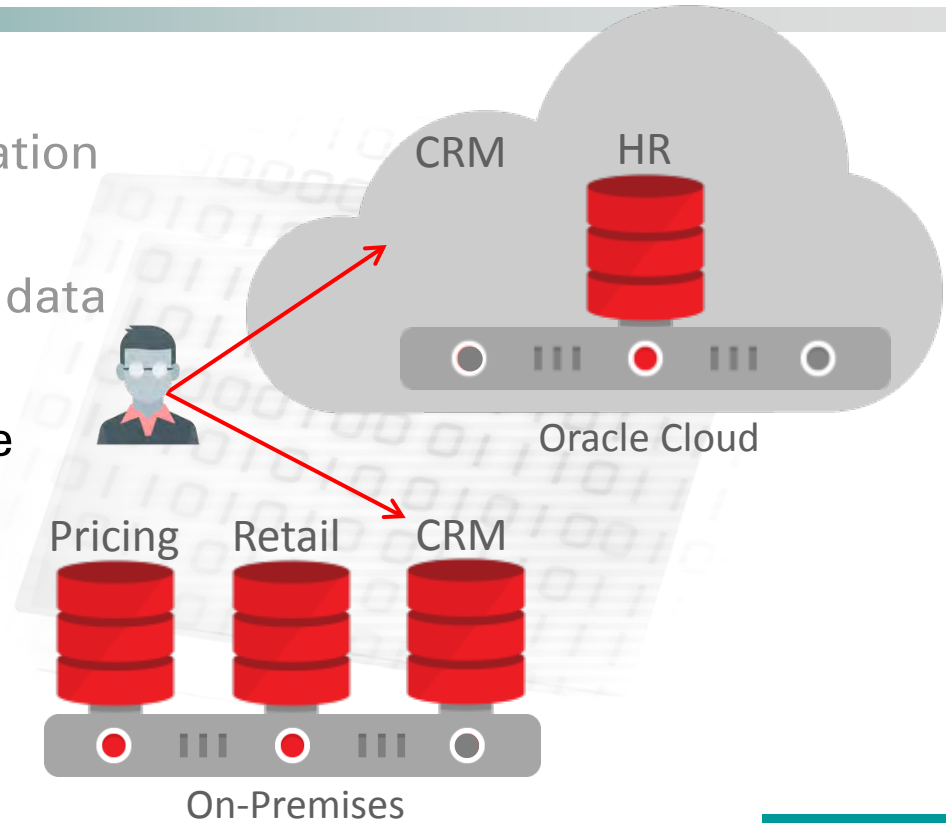 ation
data
e
CRM HR
Oracle Cloud
Pricing Retail CRM
On-Premises